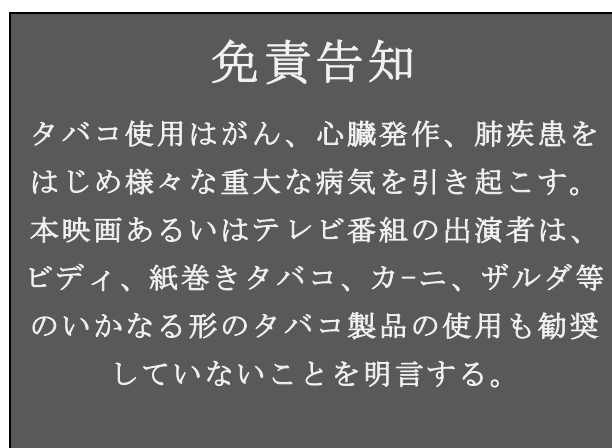 免責告知
タバコ使用はがん、心臓発作、肺疾患を
はじめ様々な重大な病気を引き起こす。
本映画あるいはテレビ番組の出演者は、
ビディ、紙巻きタバコ、カーニ、ザルダ等
のいかなる形のタバコ製品の使用も勧奨
していないことを明言する。